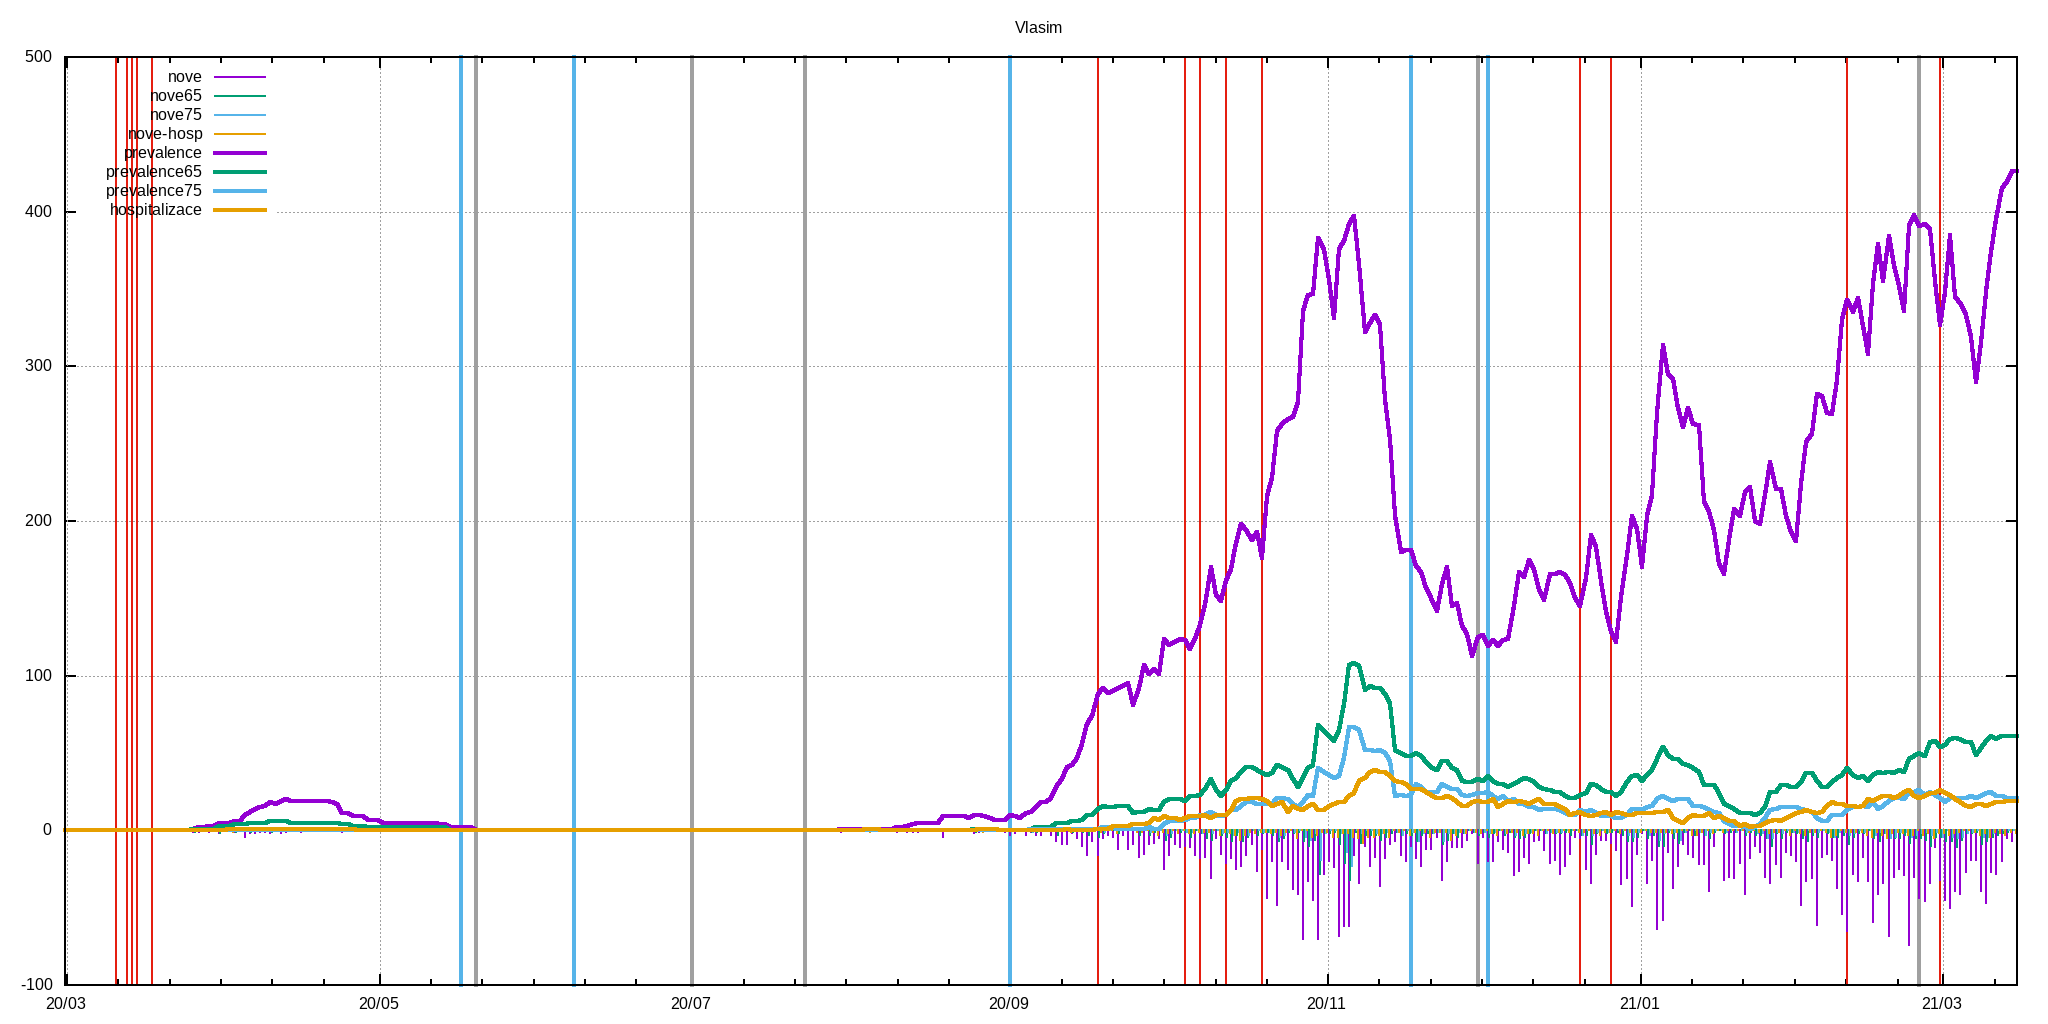 Vlasim
500
400
300
200
100
0
-100
nove
nove65
nove75
nove-hosp
prevalence
prevalence65
prevalence75
hospitalizace
20/03 20/05 20/07 20/09 20/11 21/01 21/03